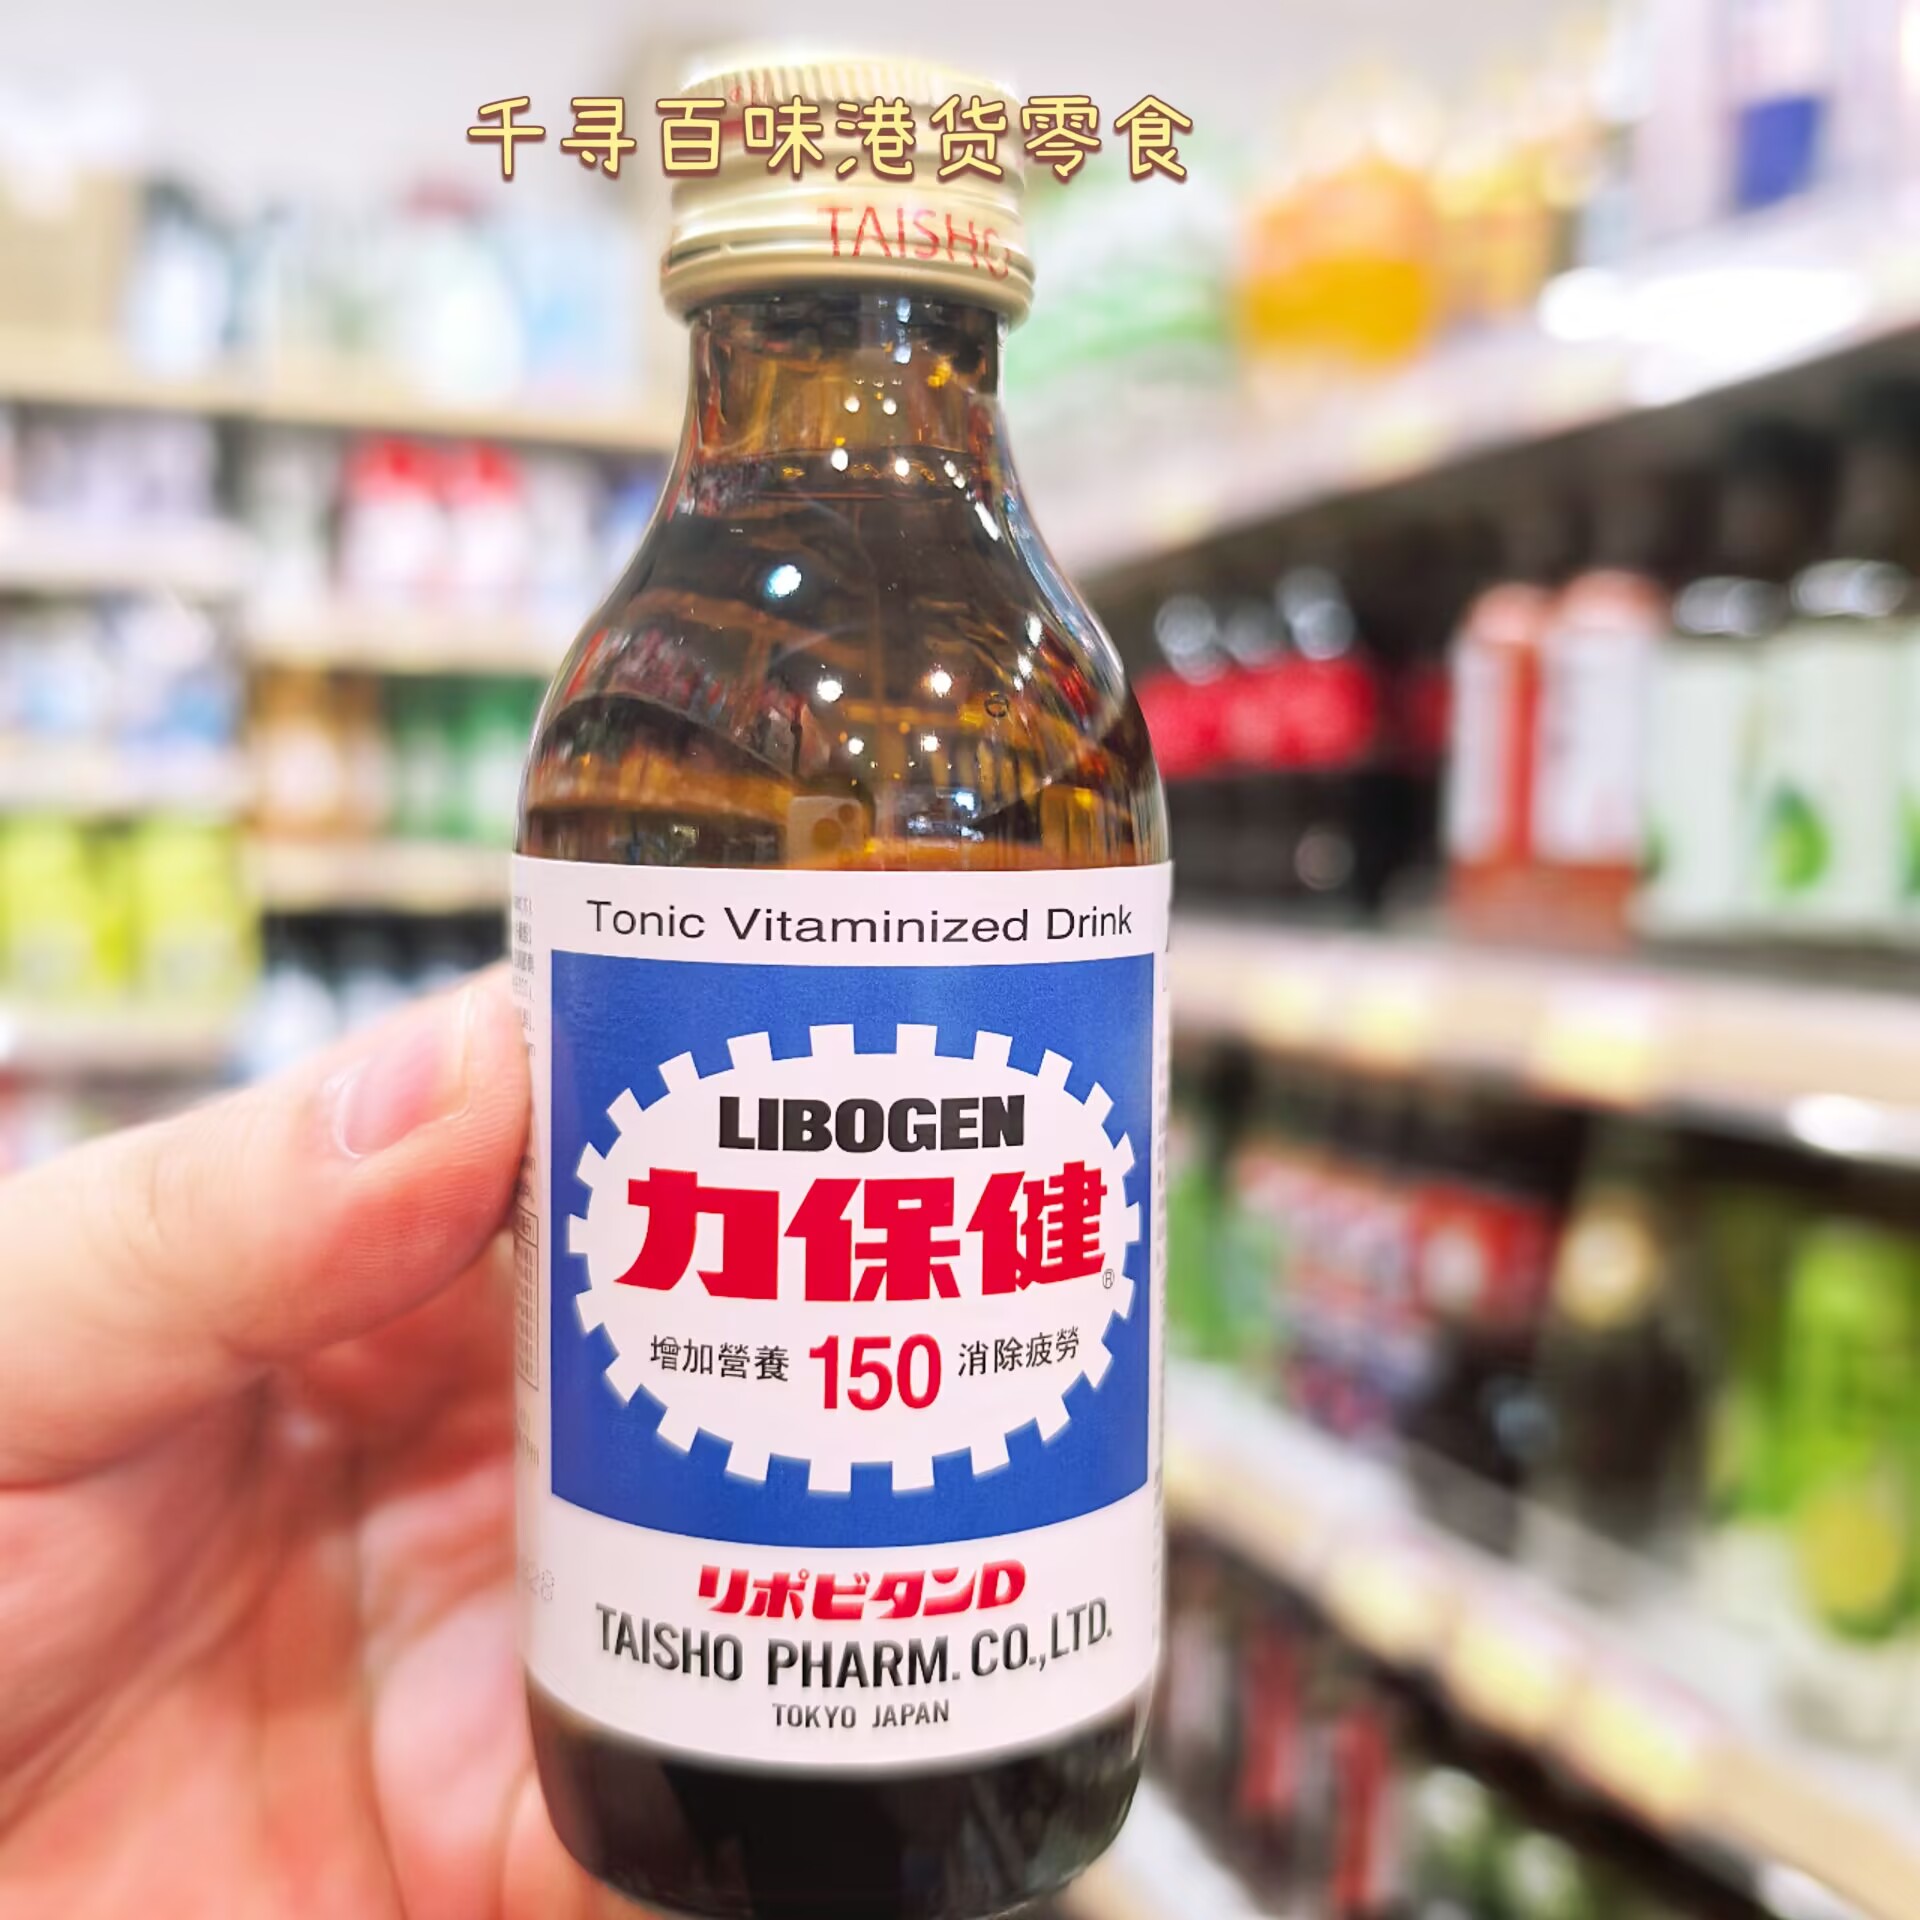 千寻百味港货零食
TAISHO
Tonic Vitaminized Drink
LIBOGEN
力保健®
增加營養 150 消除疲勞
リポビタンD
TAISHO PHARM. CO., LTD.
TOKYO JAPAN